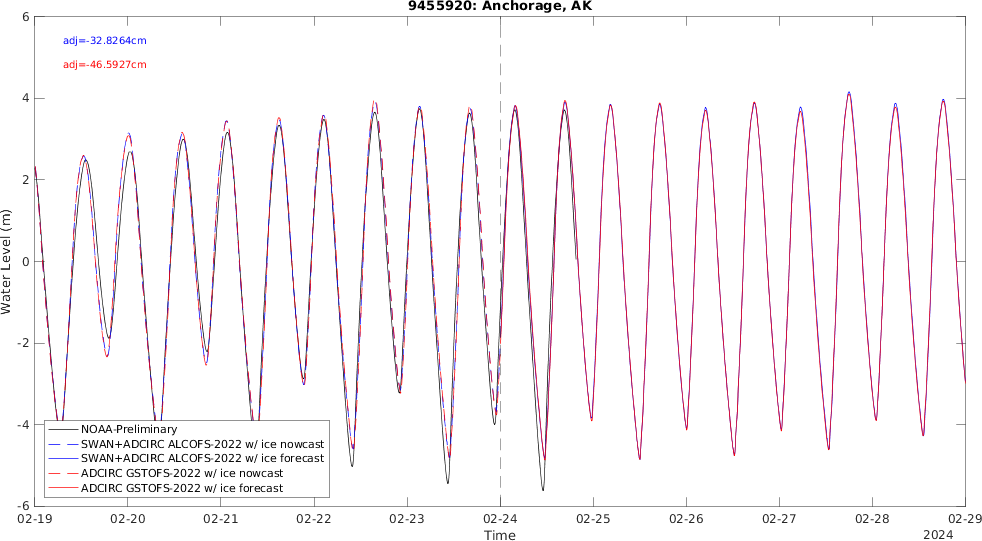 9455920: Anchorage, AK
adj=-32.8264cm
adj=-46.5927cm
Water Level (m)
6
4
2
0
-2
-4
-6
NOAA-Preliminary
SWAN+ADCIRC ALCOFS-2022 w/ ice nowcast
SWAN+ADCIRC ALCOFS-2022 w/ ice forecast
ADCIRC GSTOFS-2022 w/ ice nowcast
ADCIRC GSTOFS-2022 w/ ice forecast
02-19 02-20 02-21 02-22 02-23 02-24 02-25 02-26 02-27 02-28 02-29
Time
2024